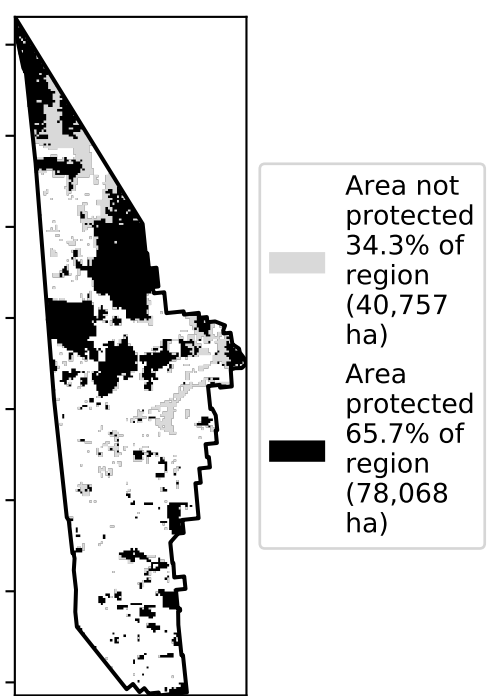 Area not
protected
34.3% of
region
(40,757
ha)
Area
protected
65.7% of
region
(78,068
ha)